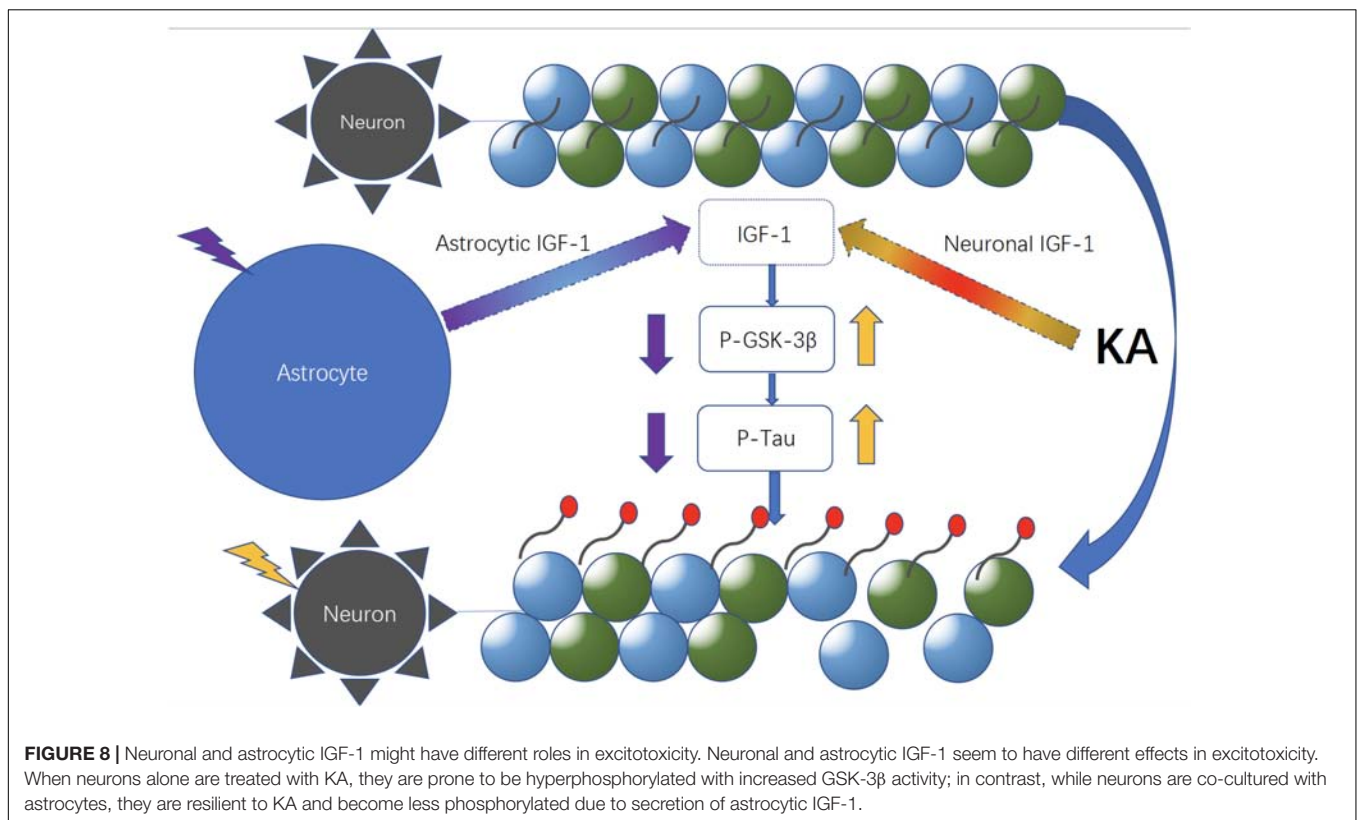 Neuron
Astrocytic IGF-1
IGF-1
Neuronal IGF-1
P-GSK-3β
KA
Astrocyte
P-Tau
Neuron
FIGURE 8 | Neuronal and astrocytic IGF-1 might have different roles in excitotoxicity. Neuronal and astrocytic IGF-1 seem to have different effects in excitotoxicity.
When neurons alone are treated with KA, they are prone to be hyperphosphorylated with increased GSK-3β activity; in contrast, while neurons are co-cultured with
astrocytes, they are resilient to KA and become less phosphorylated due to secretion of astrocytic IGF-1.